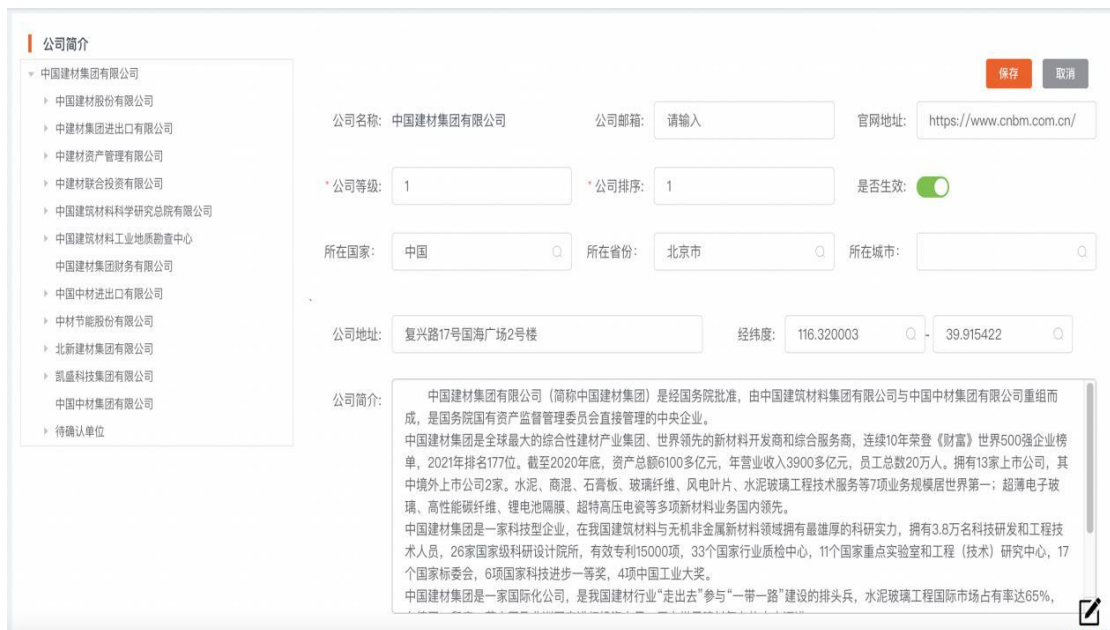 公司简介
中国建材集团有限公司
中国建材股份有限公司
中建材集团进出口有限公司
中建材资产管理有限公司
中建材联合投资有限公司
中国建筑材料科学研究总院有限公司
中国建筑材料工业地质勘查中心
中国建材集团财务有限公司
中国中材进出口有限公司
中材节能股份有限公司
北新建材集团有限公司
凯盛科技集团有限公司
中国中材集团有限公司
待确认单位
保存 取消
公司名称: 中国建材集团有限公司 公司邮箱: 请输入 官网地址: https://www.cnbm.com.cn/
* 公司等级: 1 * 公司排序: 1 是否生效:
所在国家: 中国 所在省份: 北京市 所在城市:
、
公司地址: 复兴路17号国海广场2号楼 经纬度: 116.320003 - 39.915422
公司简介: 中国建材集团有限公司（简称中国建材集团）是经国务院批准，由中国建筑材料集团有限公司与中国中材集团有限公司重组而
成，是国务院国有资产监督管理委员会直接管理的中央企业。
中国建材集团是全球最大的综合性建材产业集团、世界领先的新材料开发商和综合服务商，连续10年荣登《财富》世界500强企业榜
单，2021年排名177位。截至2020年底，资产总额6100多亿元，年营业收入3900多亿元，员工总数20万人。拥有13家上市公司，其
中境外上市公司2家。水泥、商混、石膏板、玻璃纤维、风电叶片、水泥玻璃工程技术服务等7项业务规模居世界第一；超薄电子玻
璃、高性能碳纤维、锂电池隔膜、超特高压电瓷等多项新材料业务国内领先。
中国建材集团是一家科技型企业，在我国建筑材料与无机非金属新材料领域拥有最雄厚的科研实力，拥有3.8万名科技研发和工程技
术人员，26家国家级科研设计院所，有效专利15000项，33个国家行业质检中心，11个国家重点实验室和工程（技术）研究中心，17
个国家标委会，6项国家科技进步一等奖，4项中国工业大奖。
中国建材集团是一家国际化公司，是我国建材行业“走出去”参与“一带一路”建设的排头兵，水泥玻璃工程国际市场占有率达65%，